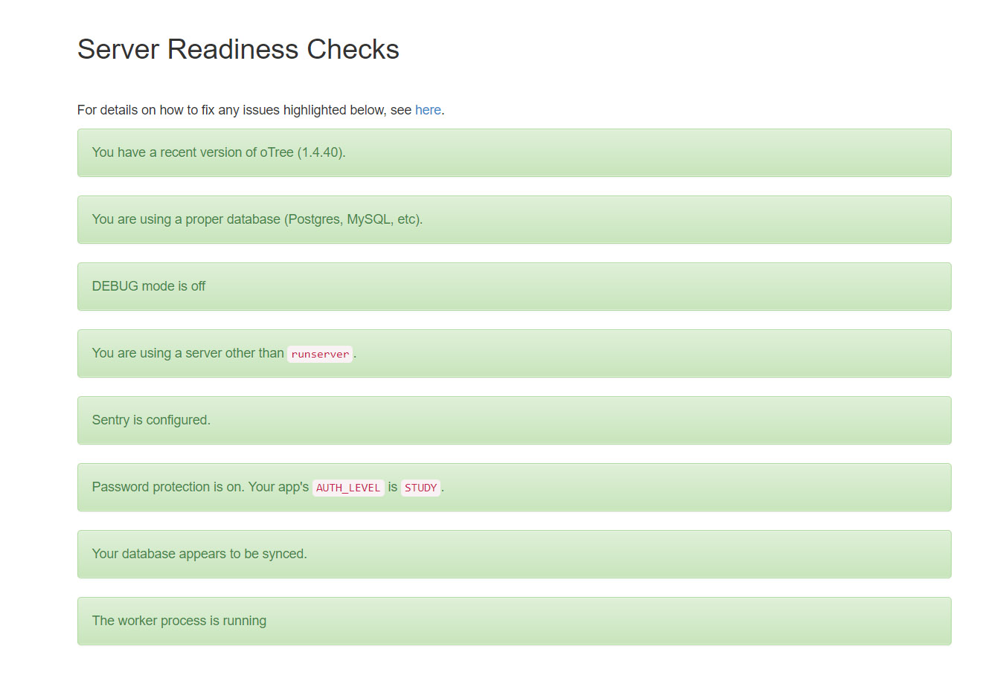 Server Readiness Checks
For details on how to fix any issues highlighted below, see here.
You have a recent version of oTree (1.4.40).
You are using a proper database (Postgres, MySQL, etc).
DEBUG mode is off
You are using a server other than runserver.
Sentry is configured.
Password protection is on. Your app's AUTH_LEVEL is STUDY.
Your database appears to be synced.
The worker process is running